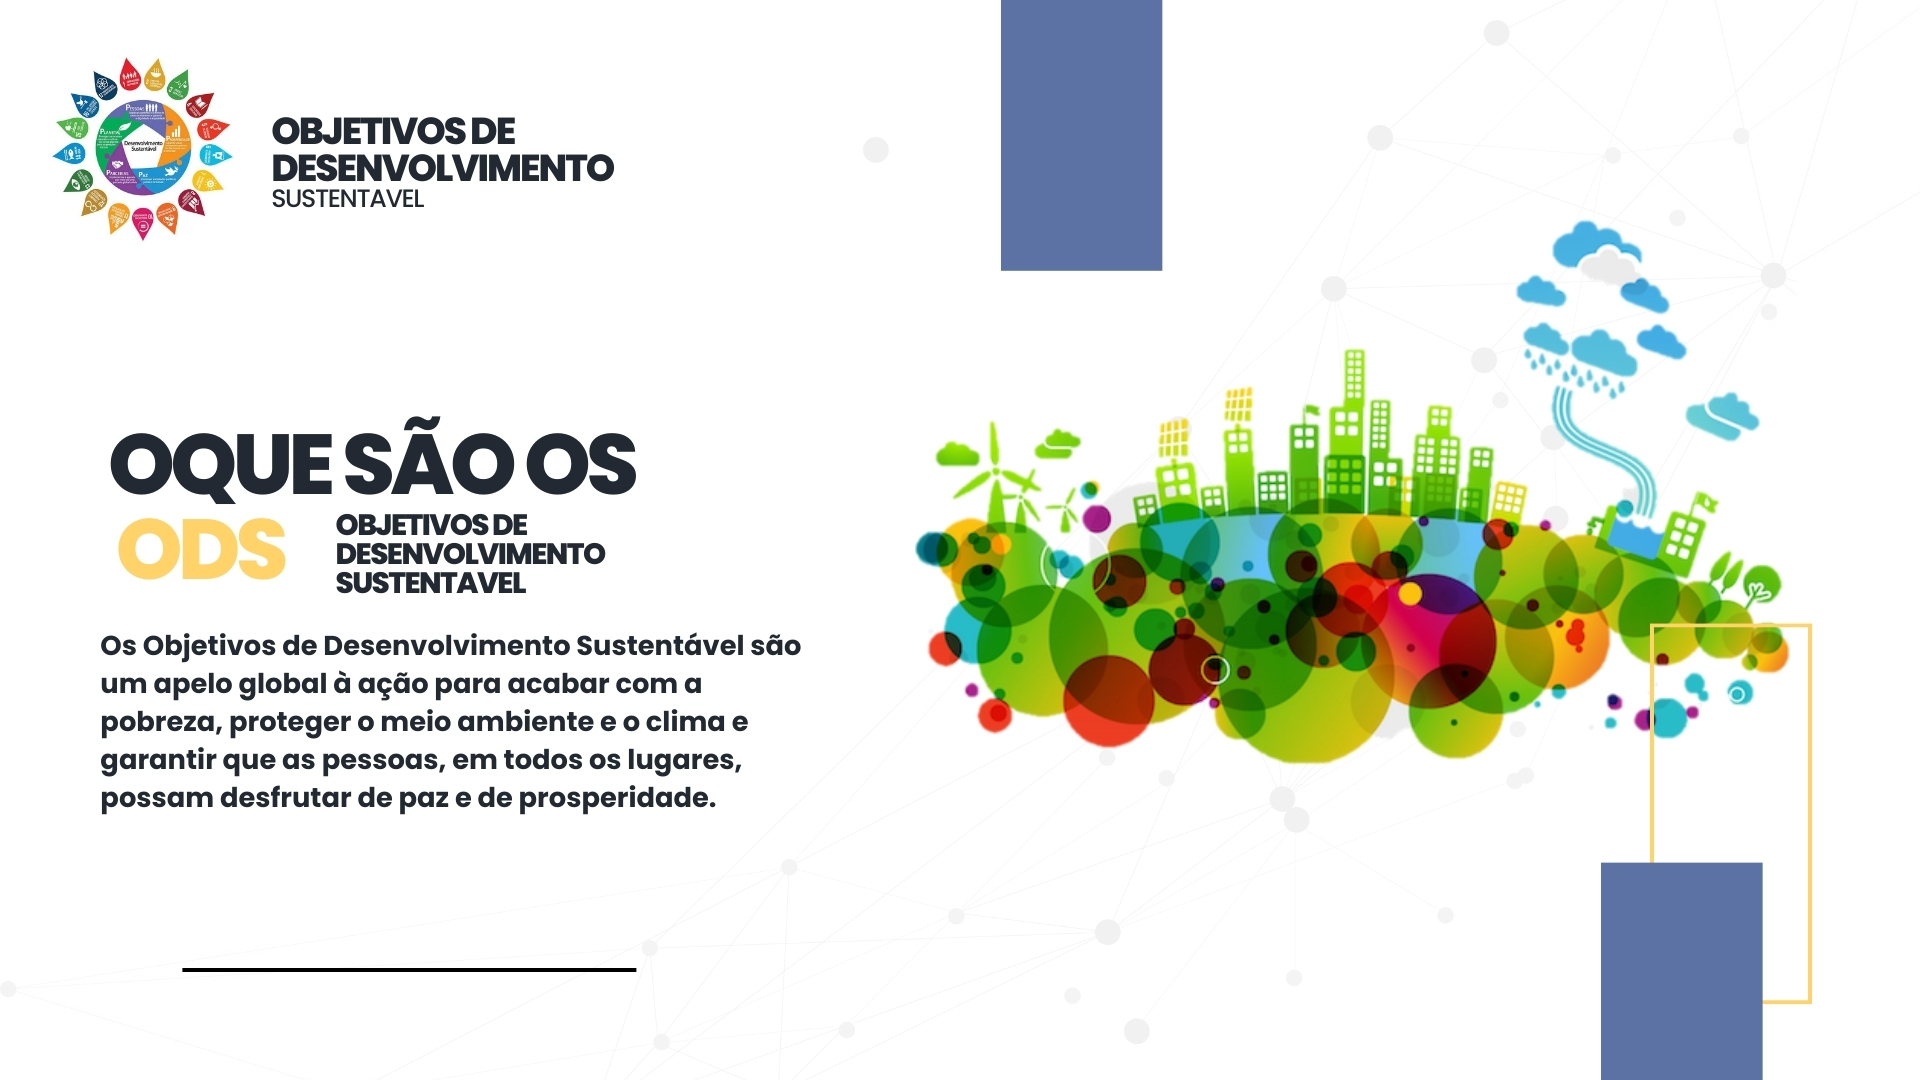 OBJETIVOS DE
DESENVOLVIMENTO
SUSTENTAVEL
Desenvolvimento
Sustentável
OQUE SÃO OS
ODS
OBJETIVOS DE
DESENVOLVIMENTO
SUSTENTAVEL
Os Objetivos de Desenvolvimento Sustentável são
um apelo global à ação para acabar com a
pobreza, proteger o meio ambiente e o clima e
garantir que as pessoas, em todos os lugares,
possam desfrutar de paz e de prosperidade.